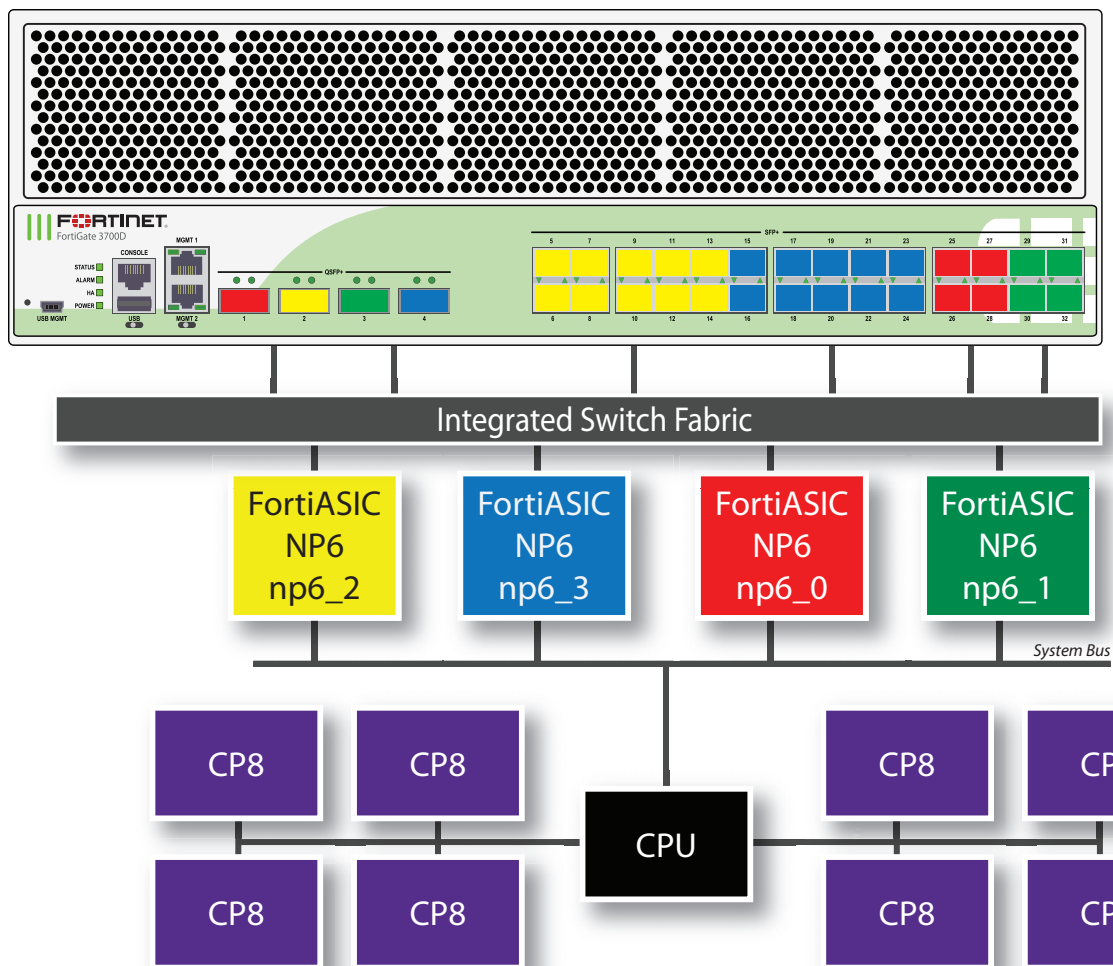 FORTINET
FortiGate 3700D
STATUS
ALARM
HA
POWER
USB MGMT
CONSOLE
USB
MGMT 1
MGMT 2
QSFP+
1 2 3 4
SFP+
5 7 9 11 13 15 17 19 21 23 25 27 29 31
6 8 10 12 14 16 18 20 22 24 26 28 30 32
Integrated Switch Fabric
FortiASIC
NP6
np6_2
FortiASIC
NP6
np6_3
FortiASIC
NP6
np6_0
FortiASIC
NP6
np6_1
System Bus
CP8 CP8 CP8 CP
CPU
CP8 CP8 CP8 CP